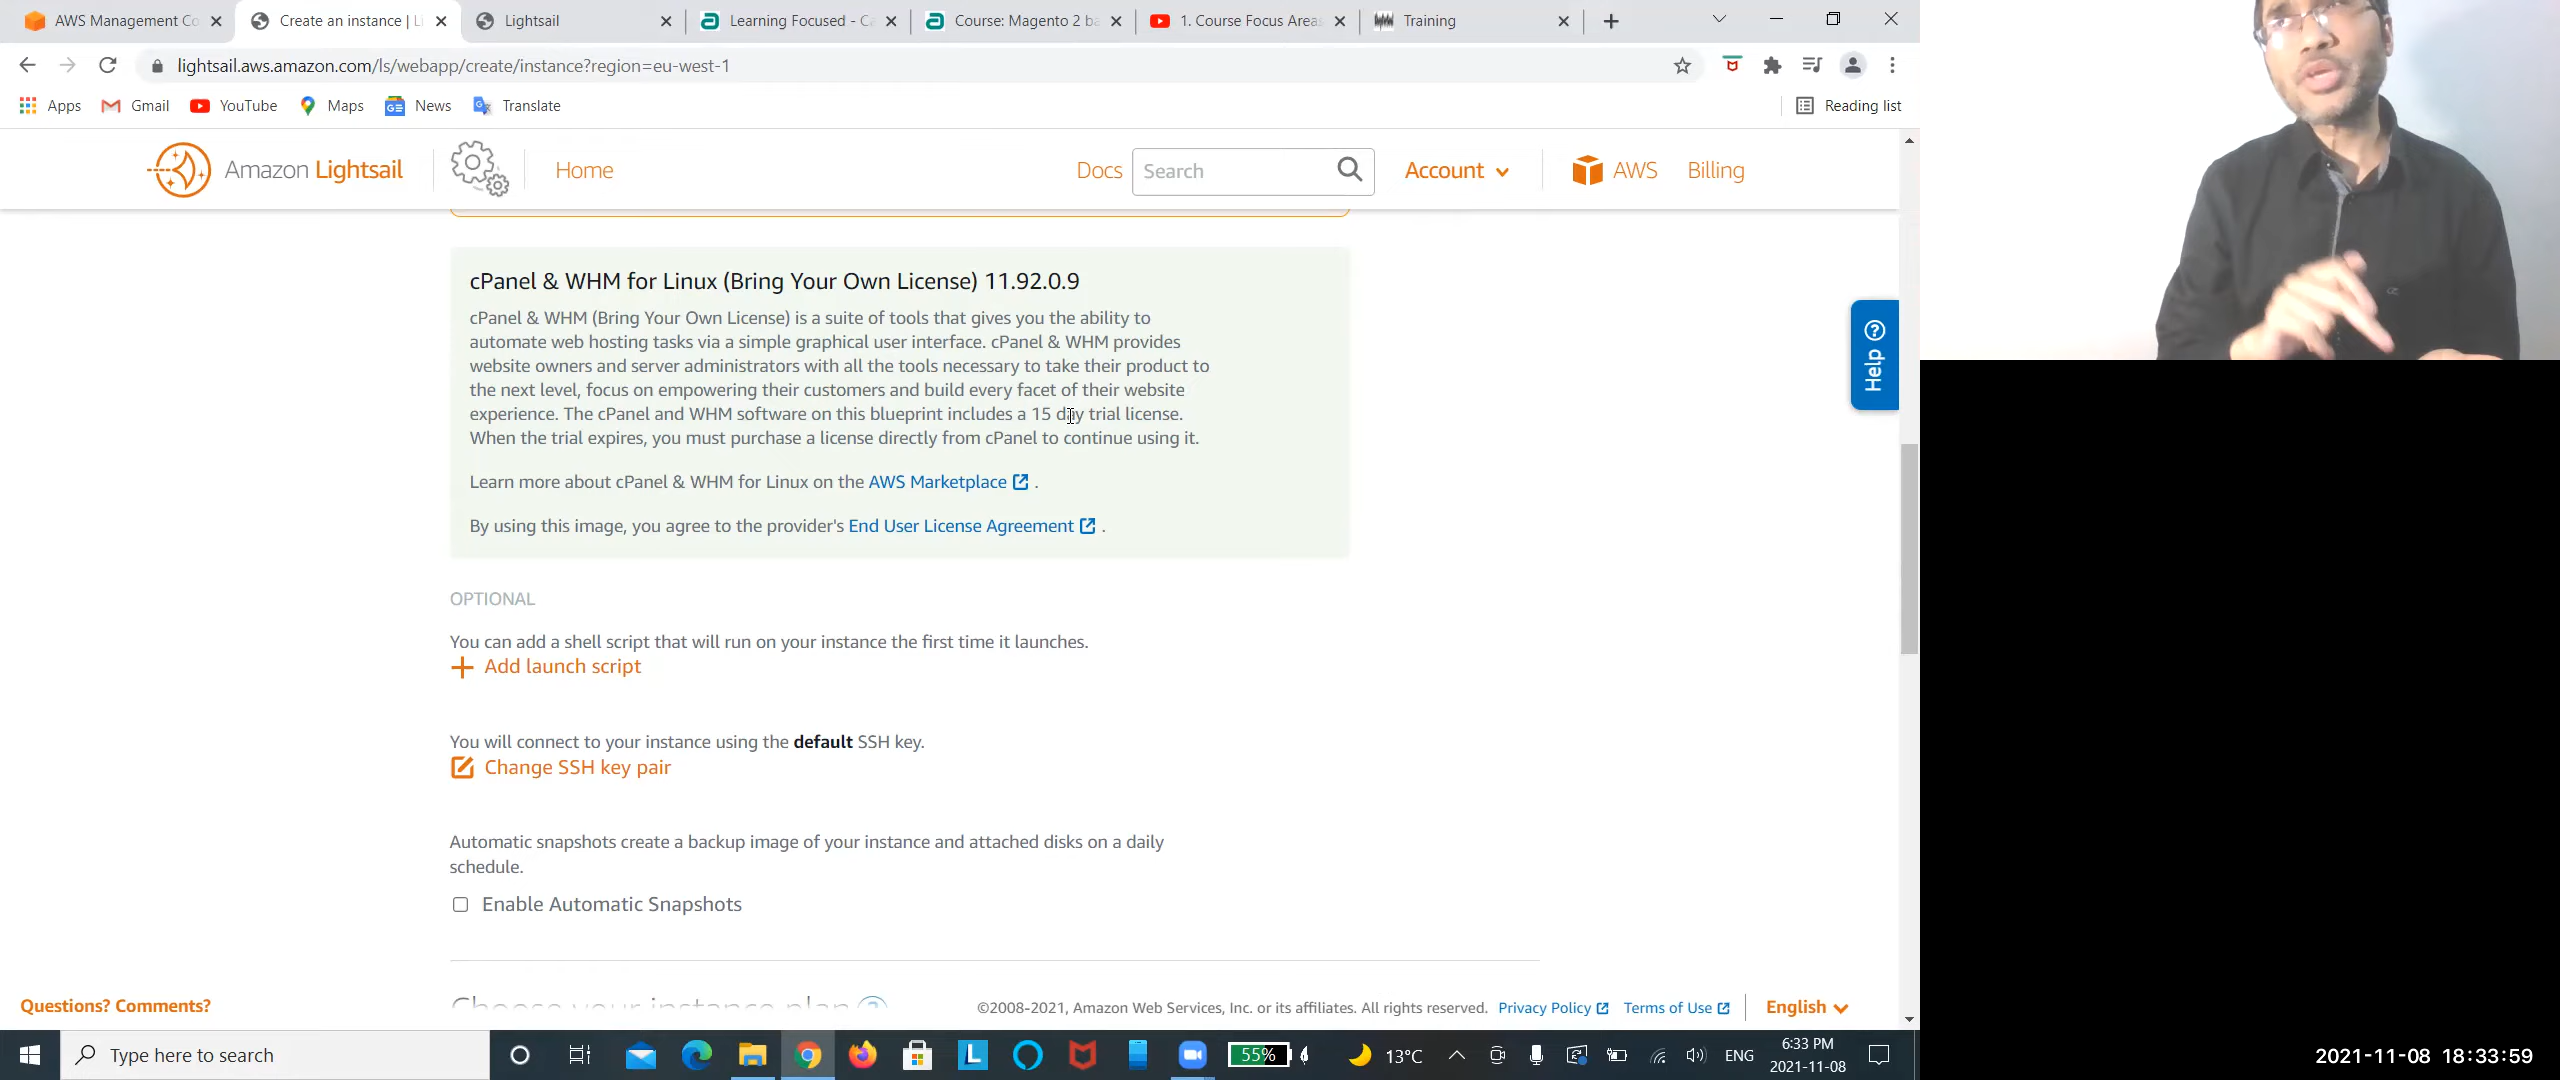 AWS Management Co
Create an instance | L
Lightsail
Learning Focused - C
Course: Magento 2 ba
1. Course Focus Area
Training
lightsail.aws.amazon.com/ls/webapp/create/instance?region=eu-west-1
Apps
Gmail
YouTube
Maps
News
Translate
Reading list
Amazon Lightsail
Home
Docs
Search
Account
AWS
Billing
cPanel & WHM for Linux (Bring Your Own License) 11.92.0.9
cPanel & WHM (Bring Your Own License) is a suite of tools that gives you the ability to
automate web hosting tasks via a simple graphical user interface. cPanel & WHM provides
website owners and server administrators with all the tools necessary to take their product to
the next level, focus on empowering their customers and build every facet of their website
experience. The cPanel and WHM software on this blueprint includes a 15 day trial license.
When the trial expires, you must purchase a license directly from cPanel to continue using it.
Learn more about cPanel & WHM for Linux on the AWS Marketplace .
By using this image, you agree to the provider's End User License Agreement .
Help ?
OPTIONAL
You can add a shell script that will run on your instance the first time it launches.
+ Add launch script
You will connect to your instance using the default SSH key.
Change SSH key pair
Automatic snapshots create a backup image of your instance and attached disks on a daily
schedule.
Enable Automatic Snapshots
Choose your instance plan ?
Questions? Comments?
©2008-2021, Amazon Web Services, Inc. or its affiliates. All rights reserved.
Privacy Policy
Terms of Use
English
Type here to search
55%
13°C
ENG
6:33 PM
2021-11-08
2021-11-08 18:33:59